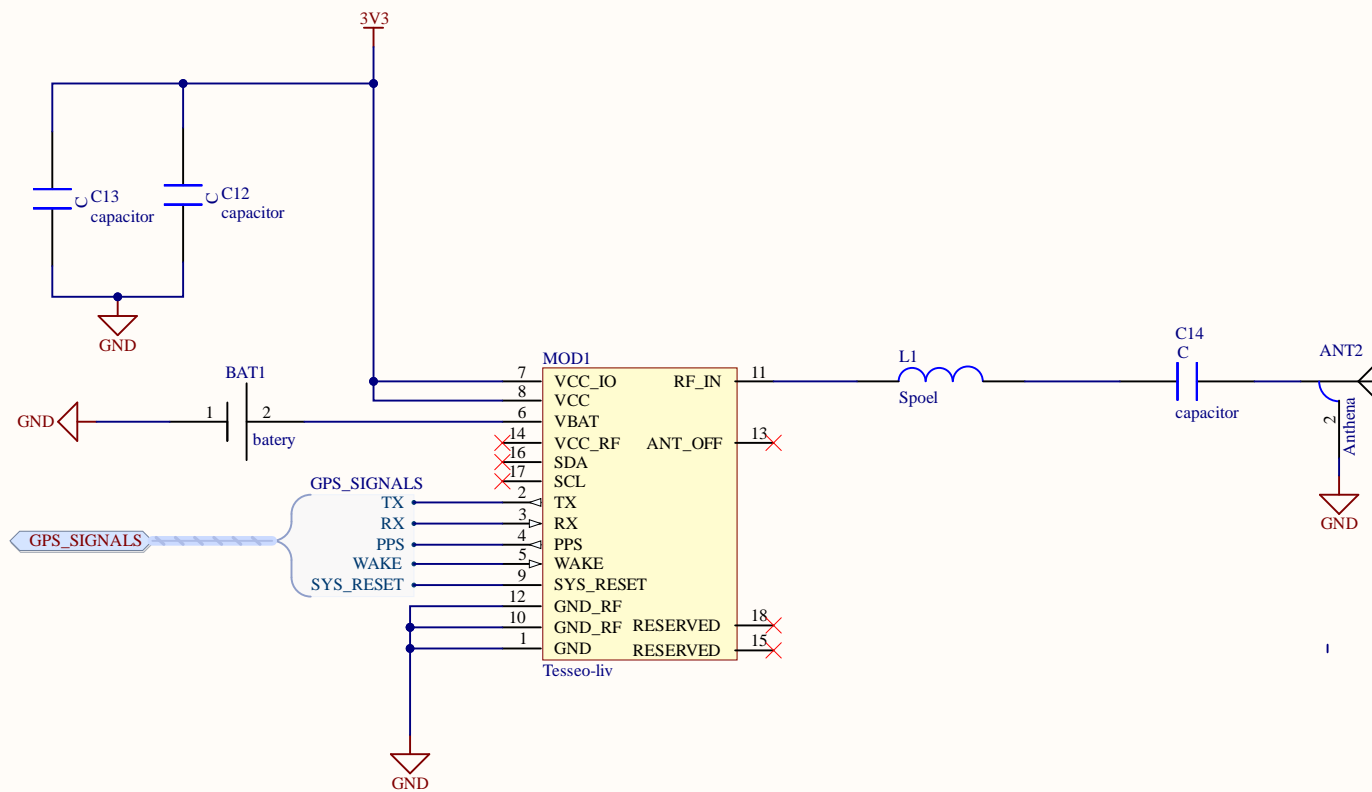 3V3
C13
C
capacitor
C12
C
capacitor
GND
MOD1
BAT1
1
2
batery
GND
7
VCC_IO
8
VCC
6
VBAT
14
VCC_RF
16
SDA
17
SCL
2
TX
3
RX
4
PPS
5
WAKE
9
SYS_RESET
12
GND_RF
10
GND_RF
1
GND
RF_IN
11
ANT_OFF
13
RESERVED
18
RESERVED
15
Tesseo-liv
GPS_SIGNALS
TX
RX
PPS
WAKE
SYS_RESET
GPS_SIGNALS
GND
L1
Spoel
C14
C
capacitor
ANT2
2
Anthena
GND